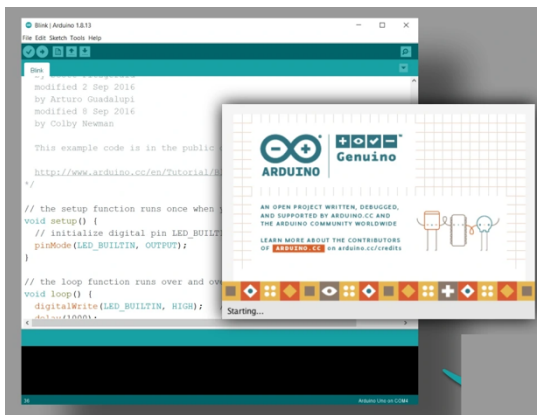 Blink | Arduino 1.8.13
File Edit Sketch Tools Help
Blink
modified 2 Sep 2016
by Arturo Guadalupi
modified 8 Sep 2016
by Colby Newman
This example code is in the public
http://www.arduino.cc/en/Tutorial/
*/
// the setup function runs once when
void setup() {
// initialize digital pin LED_BUILT
pinMode(LED_BUILTIN, OUTPUT);
}
// the loop function runs over and ov
void loop() {
digitalWrite(LED_BUILTIN, HIGH);
delay(1000);
ARDUINO
Genuino
AN OPEN PROJECT WRITTEN, DEBUGGED,
AND SUPPORTED BY ARDUINO.CC AND
THE ARDUINO COMMUNITY WORLDWIDE
LEARN MORE ABOUT THE CONTRIBUTORS
OF ARDUINO.CC on arduino.cc/credits
Starting...
Arduino Uno on COM4